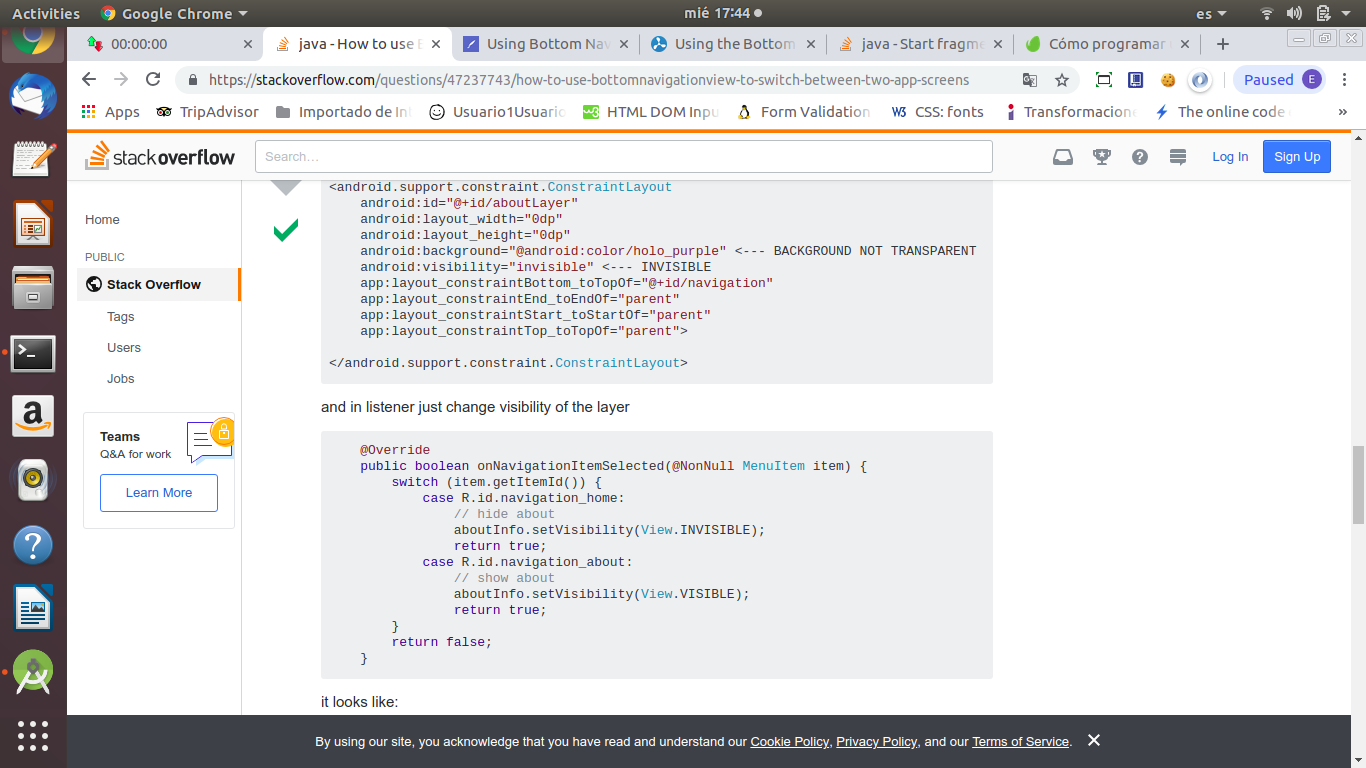 Activities
Google Chrome
mié 17:44
es
00:00:00
java - How to use
Using Bottom Nav
Using the Bottom
java - Start fragme
Cómo programar
https://stackoverflow.com/questions/47237743/how-to-use-bottomnavigationview-to-switch-between-two-app-screens
Paused
E
Apps
TripAdvisor
Importado de In
Usuario1Usuario
HTML DOM Inpu
Form Validation
CSS: fonts
Transformacione
The online code
»
stackoverflow
Search…
Log In
Sign Up
Home
PUBLIC
Stack Overflow
Tags
Users
Jobs
Teams
Q&A for work
Learn More
<android.support.constraint.ConstraintLayout
android:id="@+id/aboutLayer"
android:layout_width="0dp"
android:layout_height="0dp"
android:background="@android:color/holo_purple" <--- BACKGROUND NOT TRANSPARENT
android:visibility="invisible" <--- INVISIBLE
app:layout_constraintBottom_toTopOf="@+id/navigation"
app:layout_constraintEnd_toEndOf="parent"
app:layout_constraintStart_toStartOf="parent"
app:layout_constraintTop_toTopOf="parent">
</android.support.constraint.ConstraintLayout>
and in listener just change visibility of the layer
@Override
public boolean onNavigationItemSelected(@NonNull MenuItem item) {
switch (item.getItemId()) {
case R.id.navigation_home:
// hide about
aboutInfo.setVisibility(View.INVISIBLE);
return true;
case R.id.navigation_about:
// show about
aboutInfo.setVisibility(View.VISIBLE);
return true;
}
return false;
}
it looks like:
By using our site, you acknowledge that you have read and understand our Cookie Policy, Privacy Policy, and our Terms of Service.